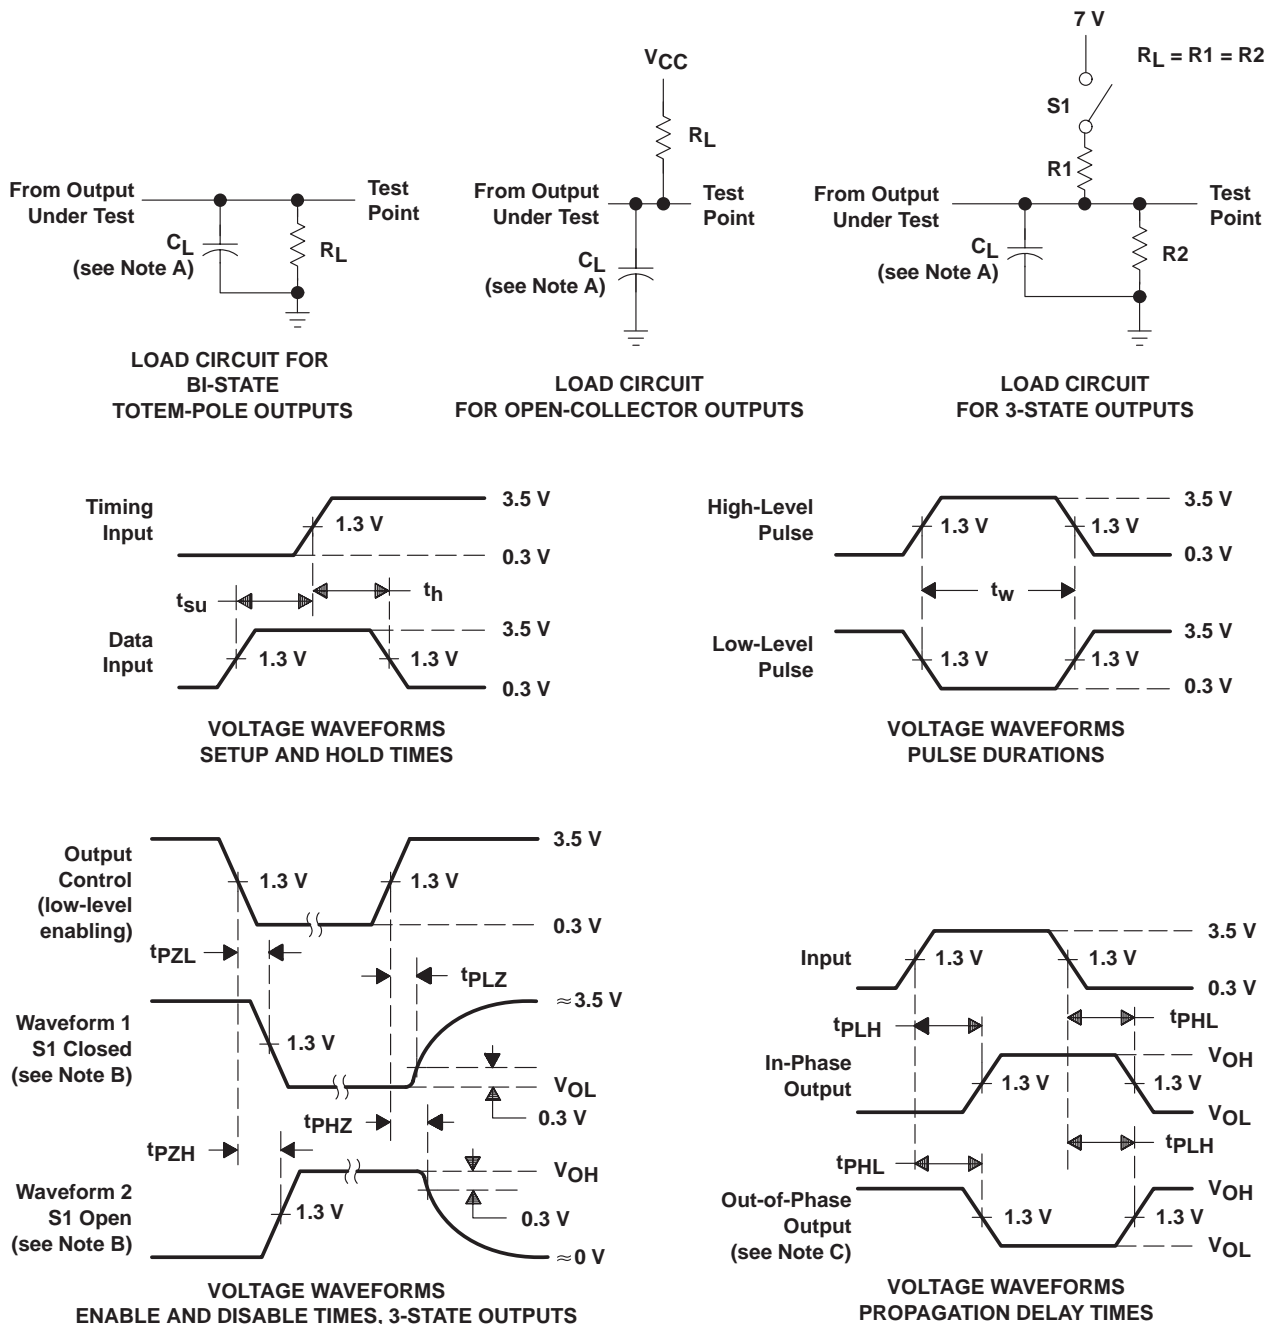 From Output
Under Test
Test
Point
CL
(see Note A)
RL
LOAD CIRCUIT FOR
BI-STATE
TOTEM-POLE OUTPUTS
VCC
RL
From Output
Under Test
Test
Point
CL
(see Note A)
LOAD CIRCUIT
FOR OPEN-COLLECTOR OUTPUTS
7 V
RL = R1 = R2
S1
R1
From Output
Under Test
Test
Point
CL
(see Note A)
R2
LOAD CIRCUIT
FOR 3-STATE OUTPUTS
Timing
Input
3.5 V
1.3 V
0.3 V
tsu
th
Data
Input
3.5 V
1.3 V
1.3 V
0.3 V
VOLTAGE WAVEFORMS
SETUP AND HOLD TIMES
High-Level
Pulse
3.5 V
1.3 V
1.3 V
0.3 V
tw
Low-Level
Pulse
3.5 V
1.3 V
1.3 V
0.3 V
VOLTAGE WAVEFORMS
PULSE DURATIONS
Output
Control
(low-level
enabling)
3.5 V
1.3 V
1.3 V
0.3 V
tPZL
tPLZ
Waveform 1
S1 Closed
(see Note B)
≈3.5 V
1.3 V
VOL
0.3 V
tPHZ
tPZH
Waveform 2
S1 Open
(see Note B)
VOH
1.3 V
0.3 V
≈0 V
VOLTAGE WAVEFORMS
ENABLE AND DISABLE TIMES, 3-STATE OUTPUTS
Input
3.5 V
1.3 V
1.3 V
0.3 V
tPLH
tPHL
In-Phase
Output
VOH
1.3 V
1.3 V
VOL
tPHL
tPLH
Out-of-Phase
Output
(see Note C)
VOH
1.3 V
1.3 V
VOL
VOLTAGE WAVEFORMS
PROPAGATION DELAY TIMES